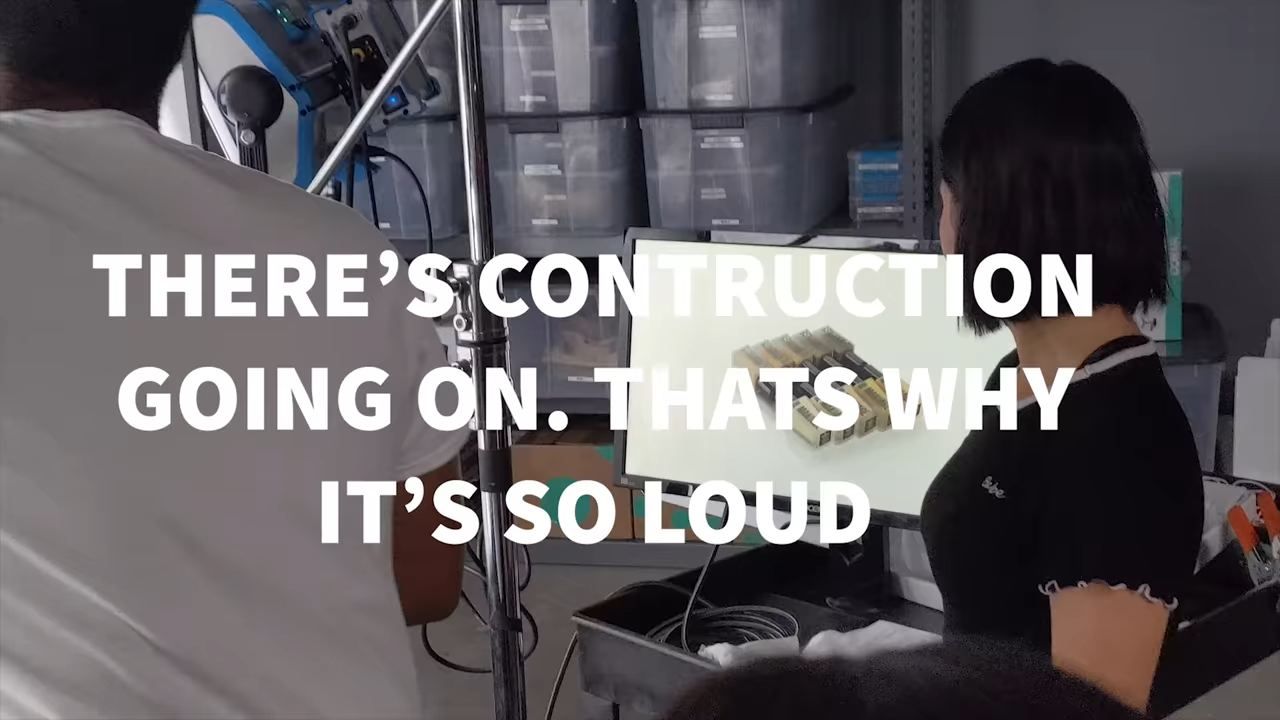 THERE’S CONTRUCTION
GOING ON. THATS WHY
IT’S SO LOUD